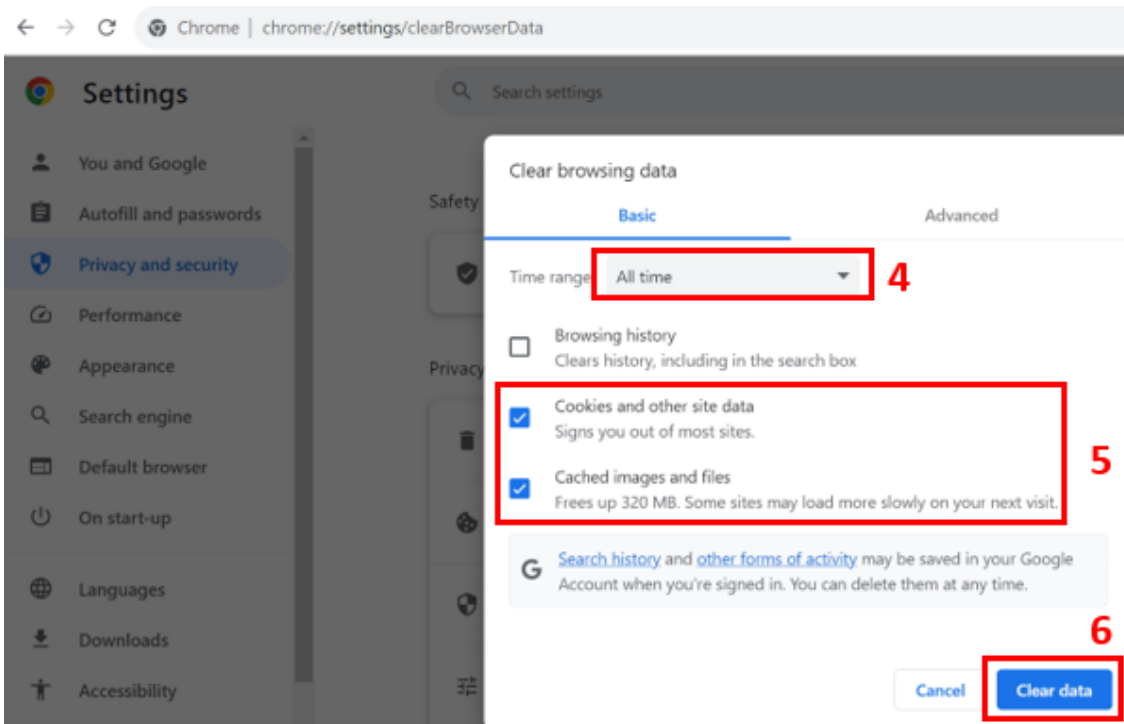 Chrome | chrome://settings/clearBrowserData
Settings
Search settings
You and Google
Autofill and passwords
Privacy and security
Performance
Appearance
Search engine
Default browser
On start-up
Languages
Downloads
Accessibility
Safety
Privacy
Clear browsing data
Basic Advanced
Time range All time 4
Browsing history
Clears history, including in the search box
Cookies and other site data
Signs you out of most sites.
5
Cached images and files
Frees up 320 MB. Some sites may load more slowly on your next visit.
G
Search history and other forms of activity may be saved in your Google
Account when you're signed in. You can delete them at any time.
6
Cancel Clear data